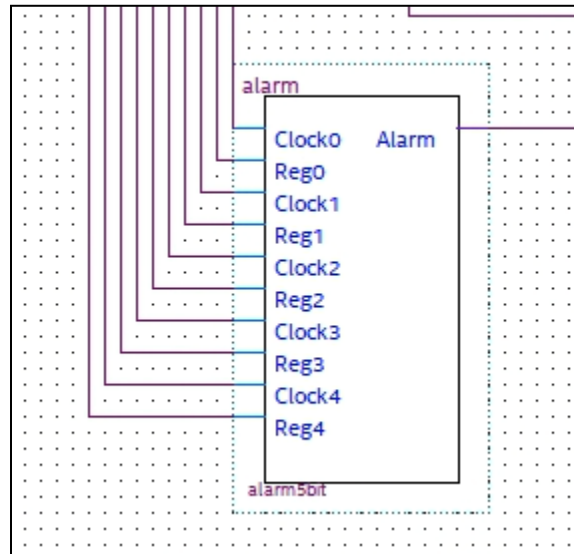 alarm
Clock0 Alarm
Reg0
Clock1
Reg1
Clock2
Reg2
Clock3
Reg3
Clock4
Reg4
alarm5bit